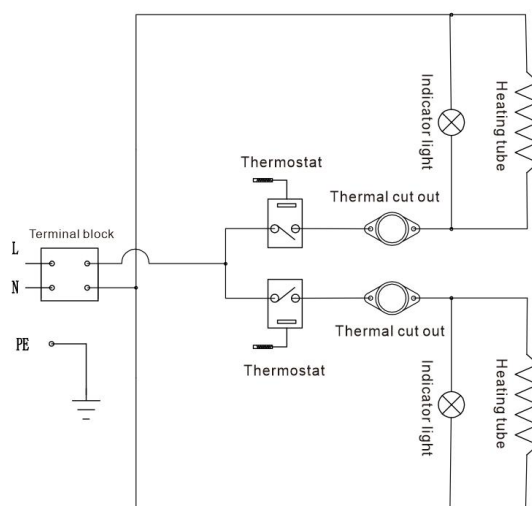 Indicator light
Heating tube
Thermostat
Thermal cut out
Terminal block
L
N
PE
Thermal cut out
Thermostat
Indicator light
Heating tube